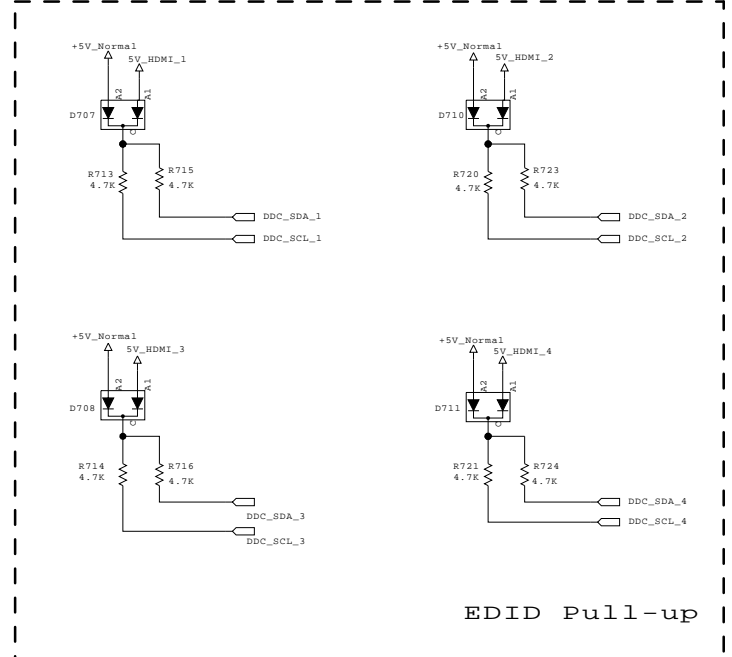 +5V_Normal
5V_HDMI_1
A2
A1
D707
C
R713
4.7K
R715
4.7K
DDC_SDA_1
DDC_SCL_1
+5V_Normal
5V_HDMI_2
A2
A1
D710
C
R720
4.7K
R723
4.7K
DDC_SDA_2
DDC_SCL_2
+5V_Normal
5V_HDMI_3
A2
A1
D708
C
R714
4.7K
R716
4.7K
DDC_SDA_3
DDC_SCL_3
+5V_Normal
5V_HDMI_4
A2
A1
D711
C
R721
4.7K
R724
4.7K
DDC_SDA_4
DDC_SCL_4
EDID Pull-up